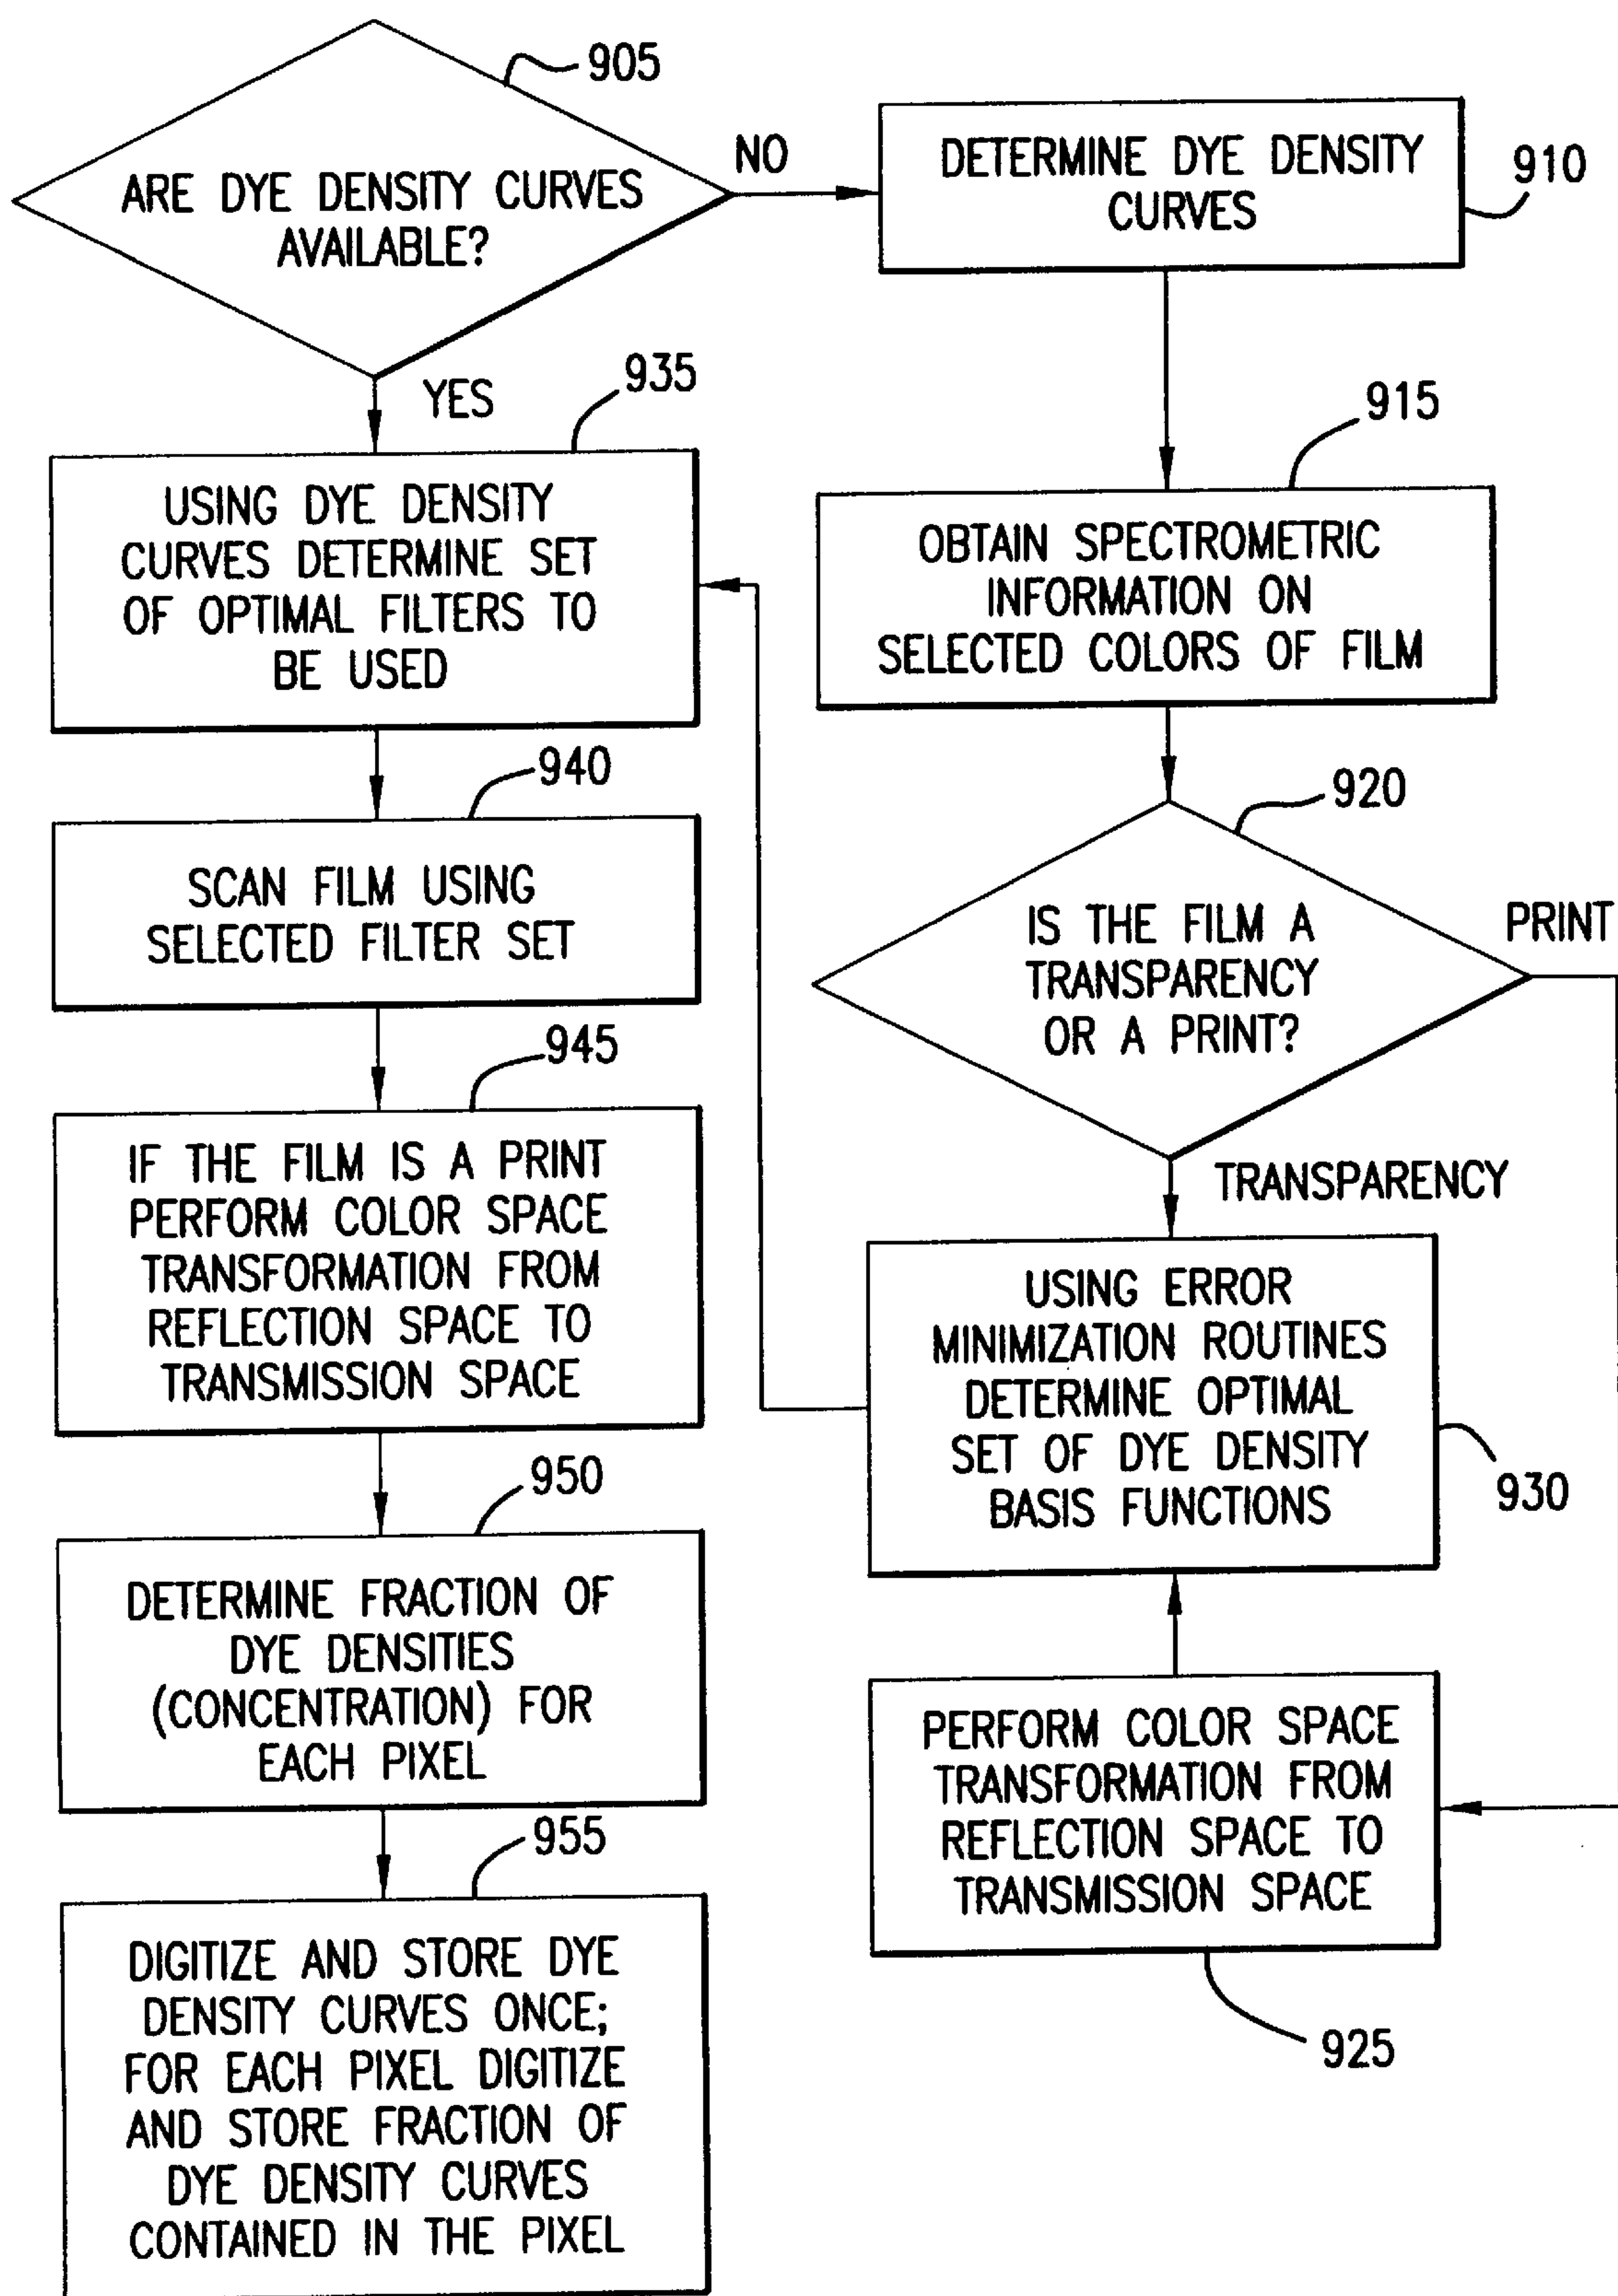 905
ARE DYE DENSITY CURVES
AVAILABLE?
NO
YES
DETERMINE DYE DENSITY
CURVES
910
915
OBTAIN SPECTROMETRIC
INFORMATION ON
SELECTED COLORS OF FILM
920
IS THE FILM A
TRANSPARENCY
OR A PRINT?
PRINT
TRANSPARENCY
USING ERROR
MINIMIZATION ROUTINES
DETERMINE OPTIMAL
SET OF DYE DENSITY
BASIS FUNCTIONS
930
PERFORM COLOR SPACE
TRANSFORMATION FROM
REFLECTION SPACE TO
TRANSMISSION SPACE
925
935
USING DYE DENSITY
CURVES DETERMINE SET
OF OPTIMAL FILTERS TO
BE USED
940
SCAN FILM USING
SELECTED FILTER SET
945
IF THE FILM IS A PRINT
PERFORM COLOR SPACE
TRANSFORMATION FROM
REFLECTION SPACE TO
TRANSMISSION SPACE
950
DETERMINE FRACTION OF
DYE DENSITIES
(CONCENTRATION) FOR
EACH PIXEL
955
DIGITIZE AND STORE DYE
DENSITY CURVES ONCE;
FOR EACH PIXEL DIGITIZE
AND STORE FRACTION OF
DYE DENSITY CURVES
CONTAINED IN THE PIXEL